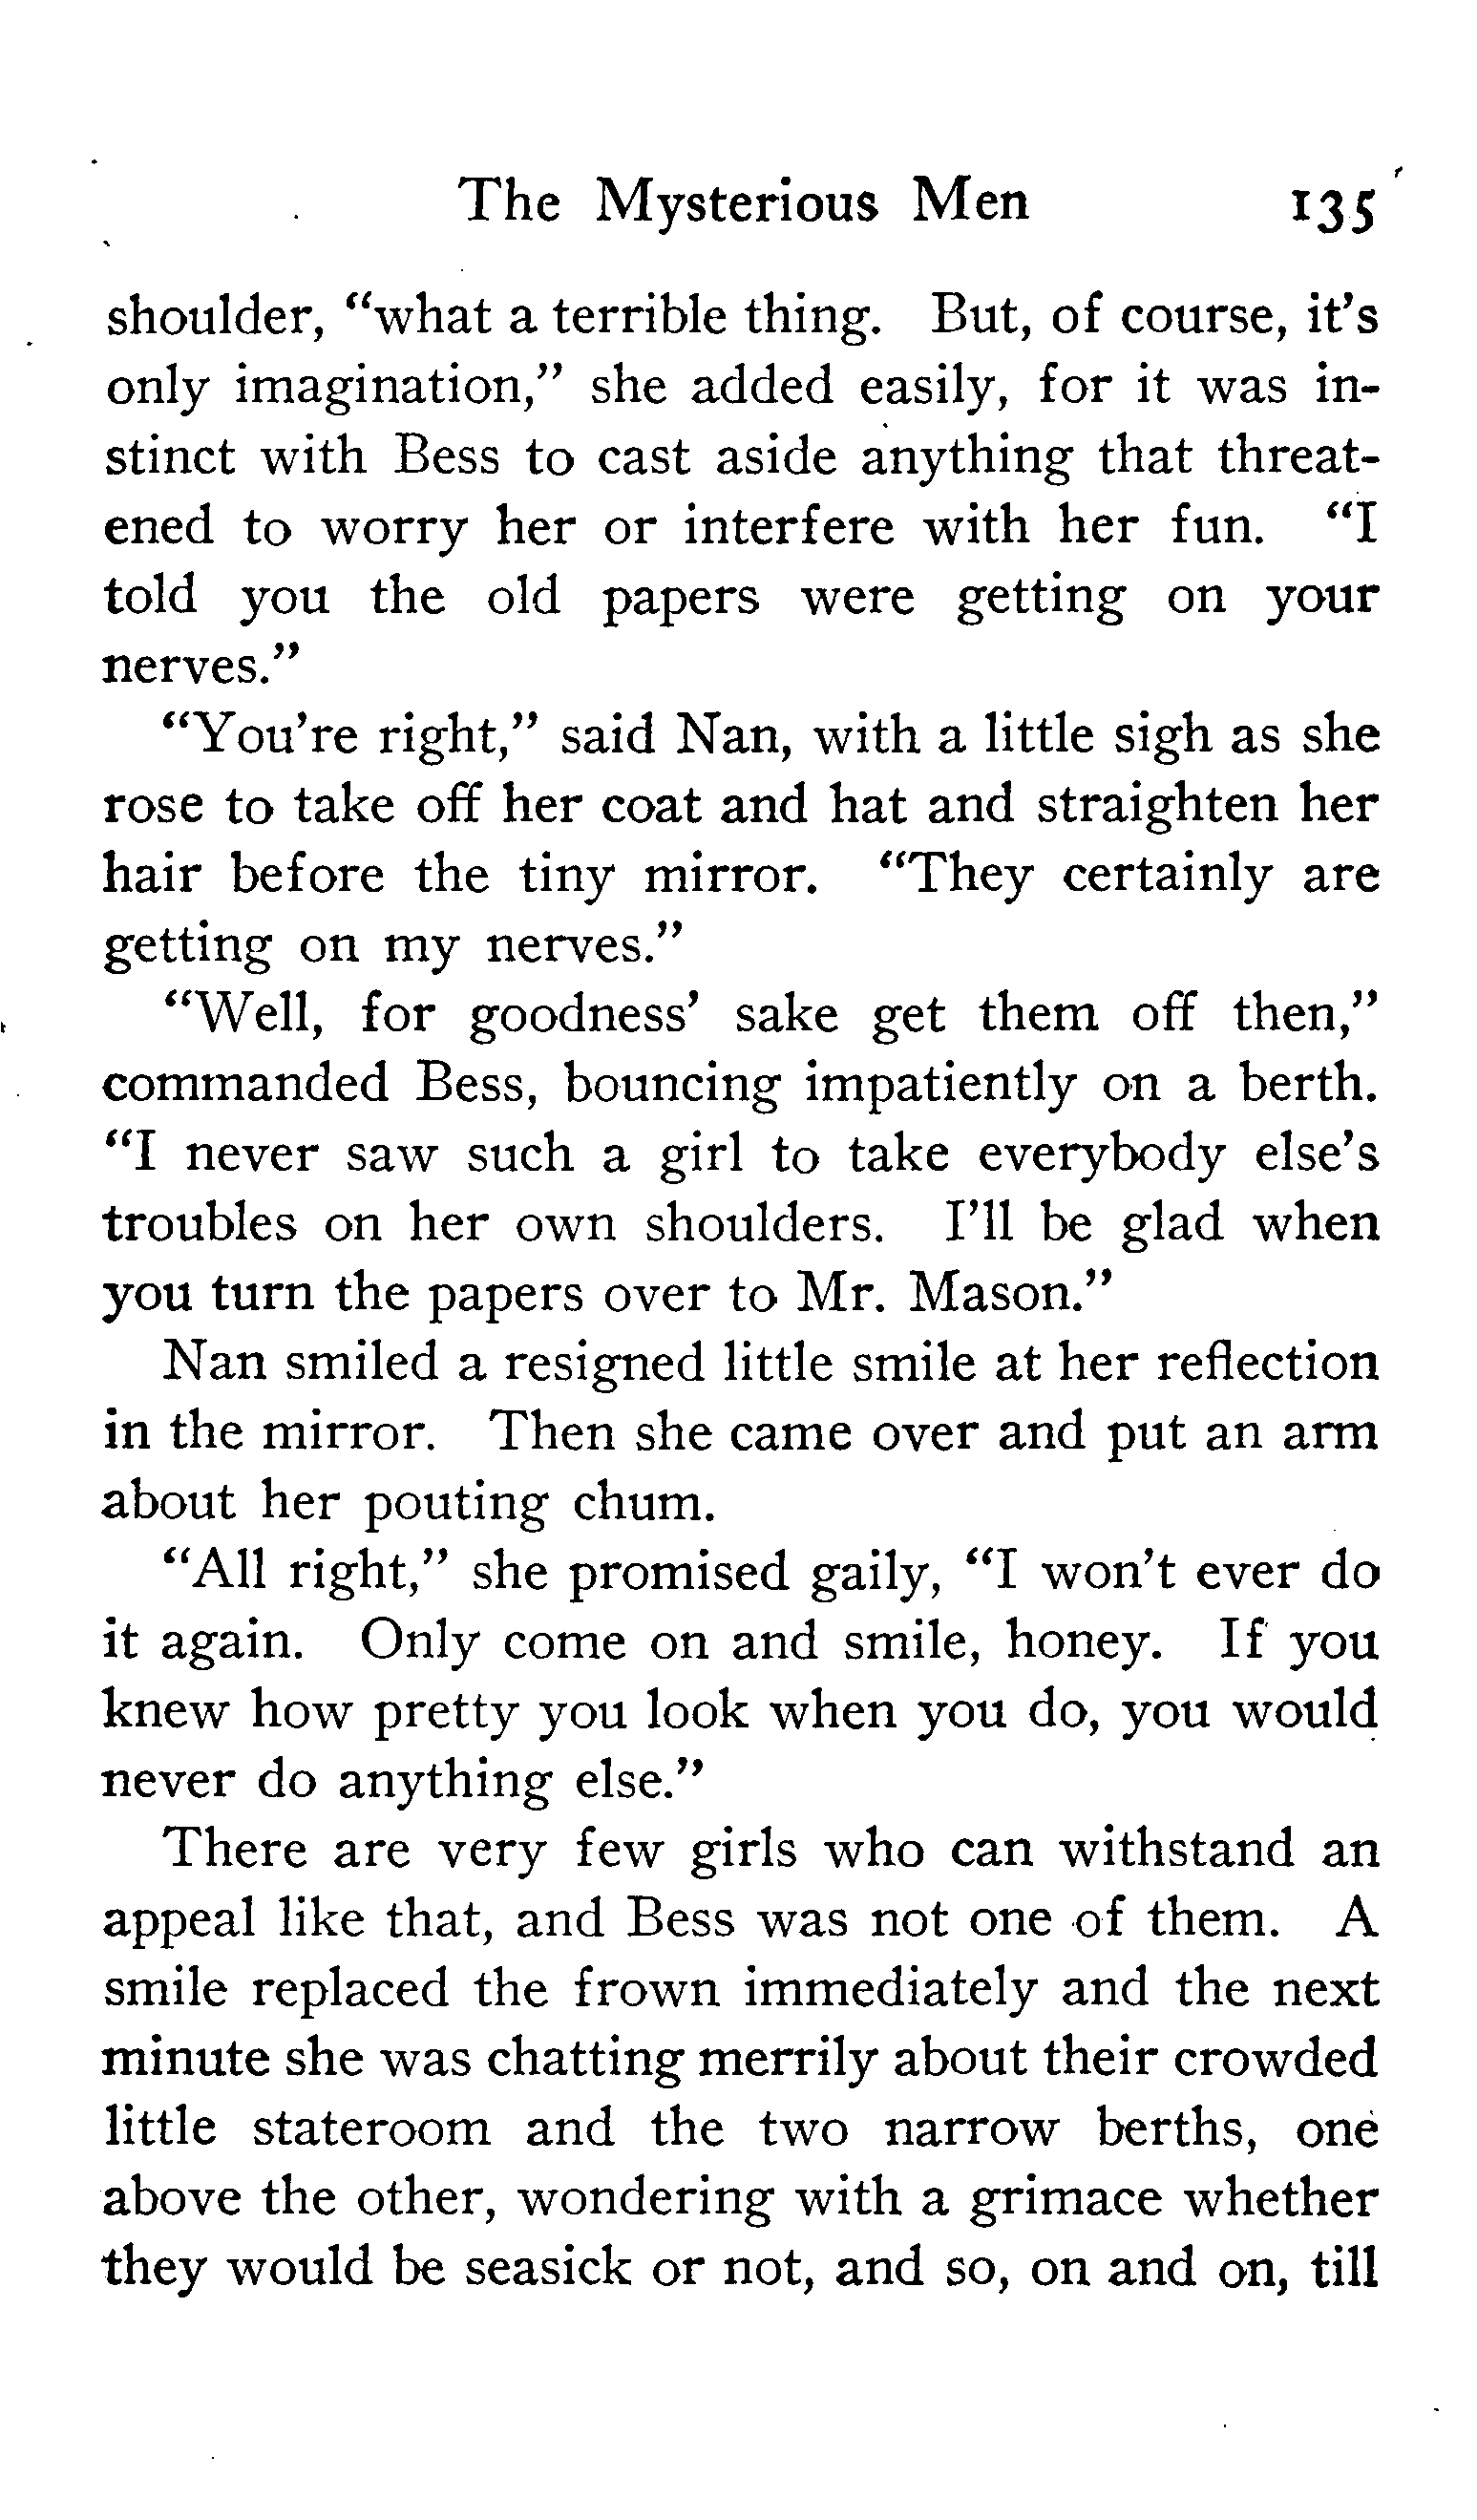 The Mysterious Men 135
shoulder, "what a terrible thing. But, of course, it's
only imagination," she added easily, for it was in-
stinct with Bess to cast aside anything that threat-
ened to worry her or interfere with her fun. "I
told you the old papers were getting on your
nerves."
"You're right," said Nan, with a little sigh as she
rose to take off her coat and hat and straighten her
hair before the tiny mirror. "They certainly are
getting on my nerves."
"Well, for goodness' sake get them off then,"
commanded Bess, bouncing impatiently on a berth.
"I never saw such a girl to take everybody else's
troubles on her own shoulders. I'll be glad when
you turn the papers over to Mr. Mason."
Nan smiled a resigned little smile at her reflection
in the mirror. Then she came over and put an arm
about her pouting chum.
"All right," she promised gaily, "I won't ever do
it again. Only come on and smile, honey. If you
knew how pretty you look when you do, you would
never do anything else."
There are very few girls who can withstand an
appeal like that, and Bess was not one of them. A
smile replaced the frown immediately and the next
minute she was chatting merrily about their crowded
little stateroom and the two narrow berths, one
above the other, wondering with a grimace whether
they would be seasick or not, and so, on and on, till